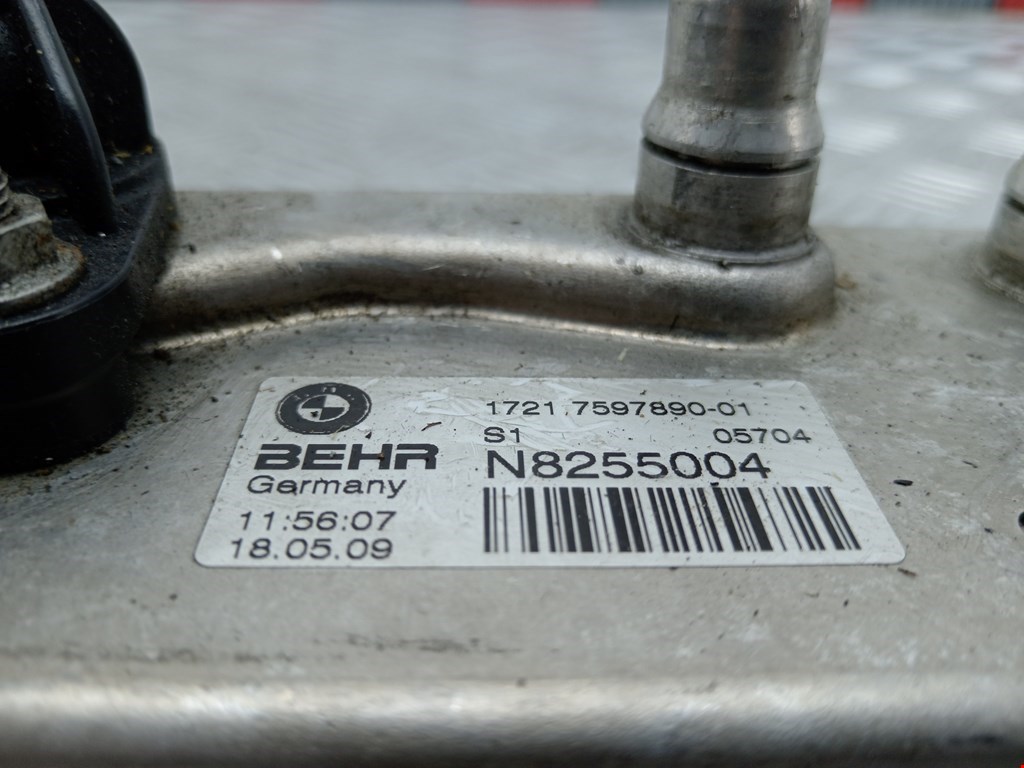 1721 7597890-01
S1 05704
BEHR
N8255004
Germany
11:56:07
18.05.09